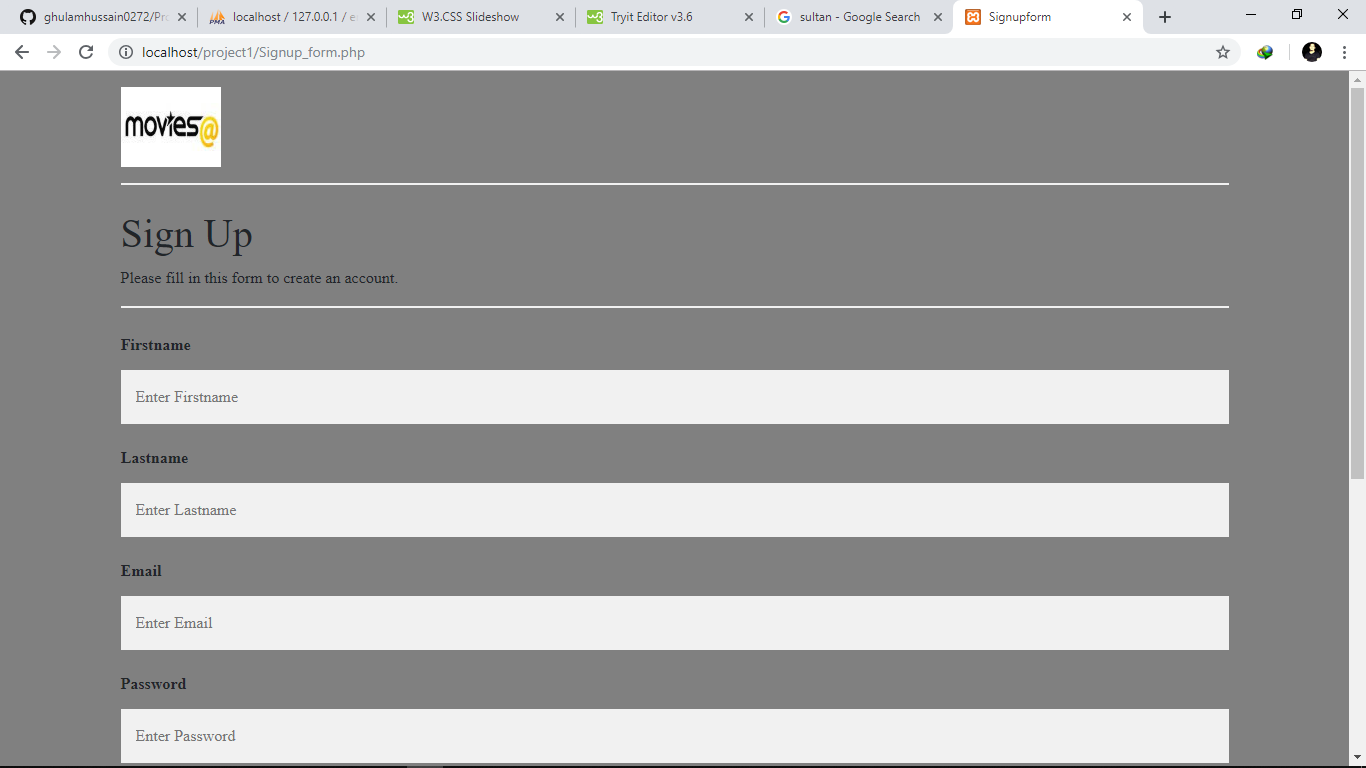 ghulamhussain0272/Pro
localhost / 127.0.0.1 / e
W3.CSS Slideshow
Tryit Editor v3.6
sultan - Google Search
Signupform
localhost/project1/Signup_form.php
movies@
Sign Up
Please fill in this form to create an account.
Firstname
Enter Firstname
Lastname
Enter Lastname
Email
Enter Email
Password
Enter Password